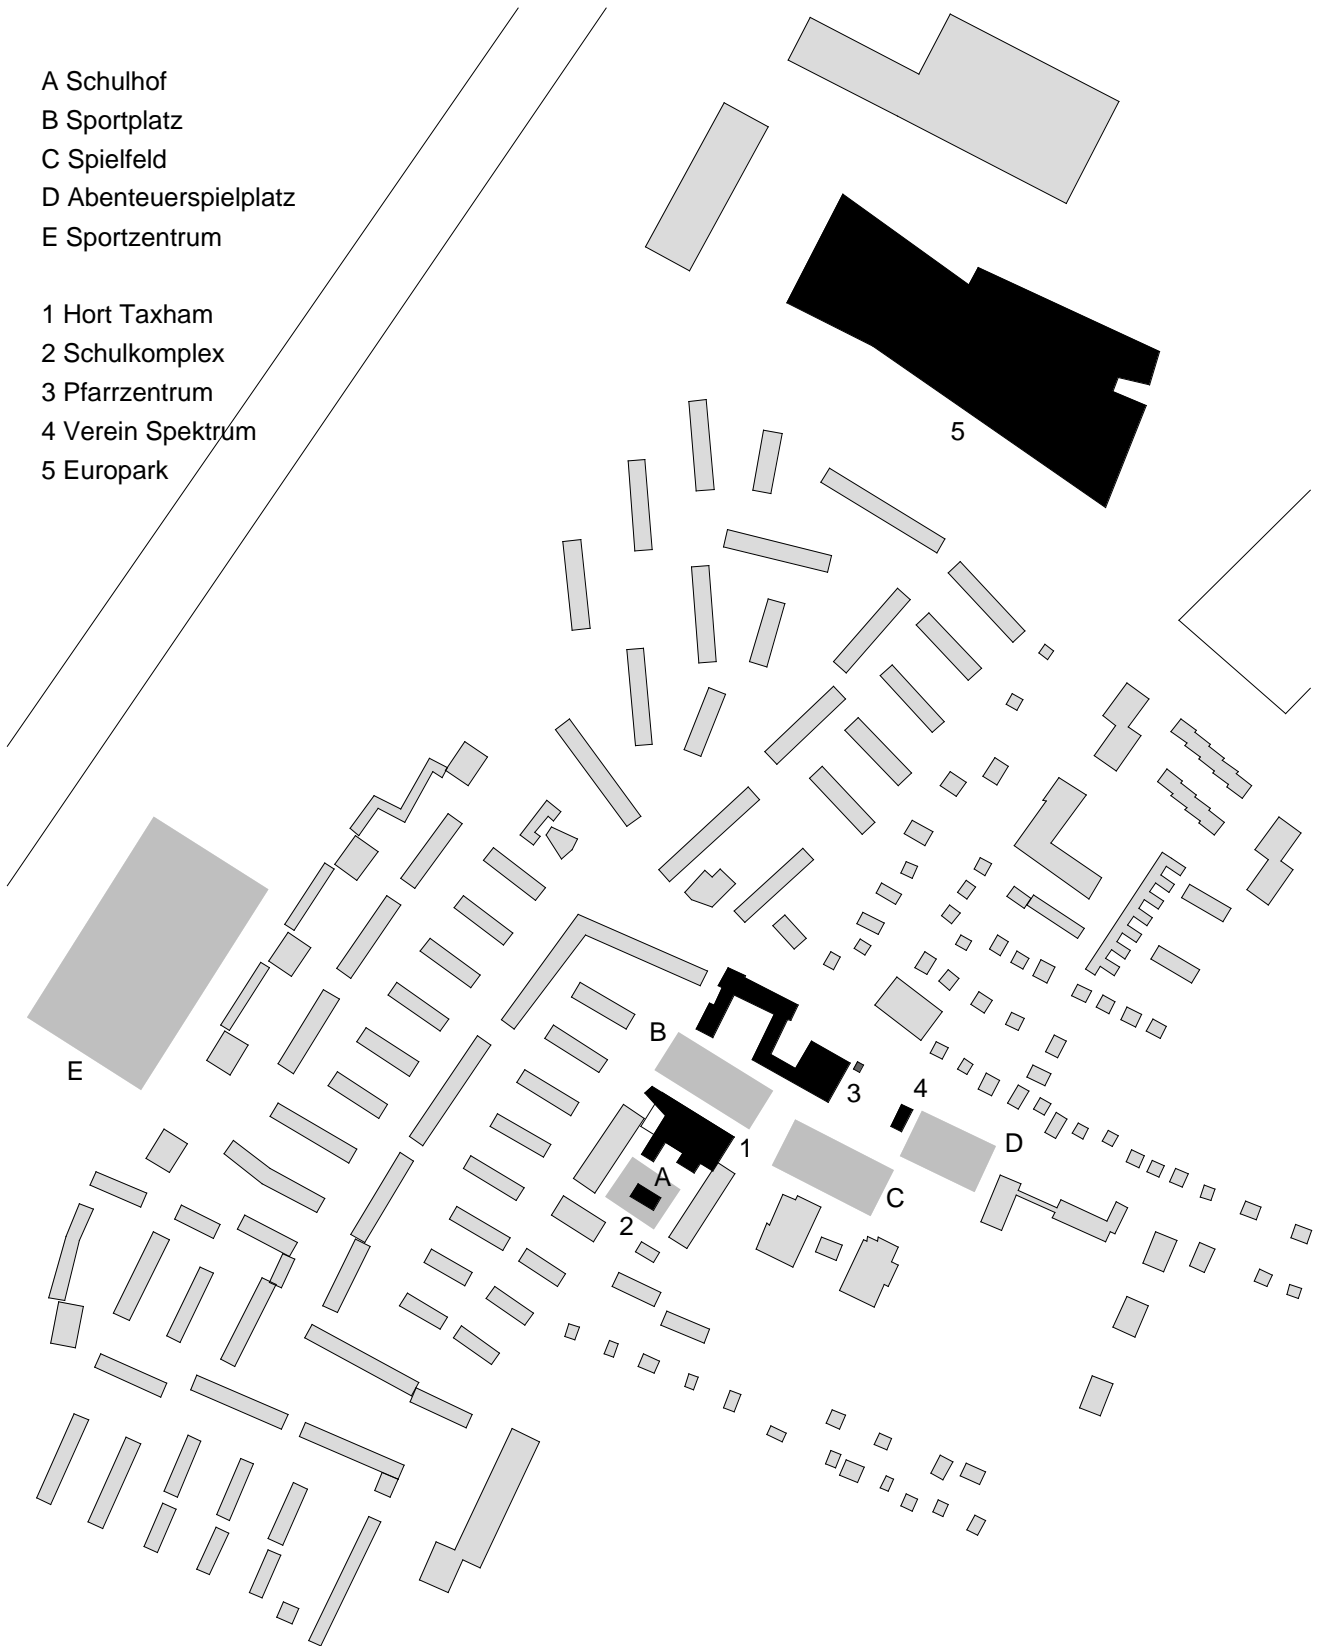 A Schulhof
B Sportplatz
C Spielfeld
D Abenteuerspielplatz
E Sportzentrum
1 Hort Taxham
2 Schulkomplex
3 Pfarrzentrum
4 Verein Spektrum
5 Europark
5
B
E
3
4
1
D
A
C
2